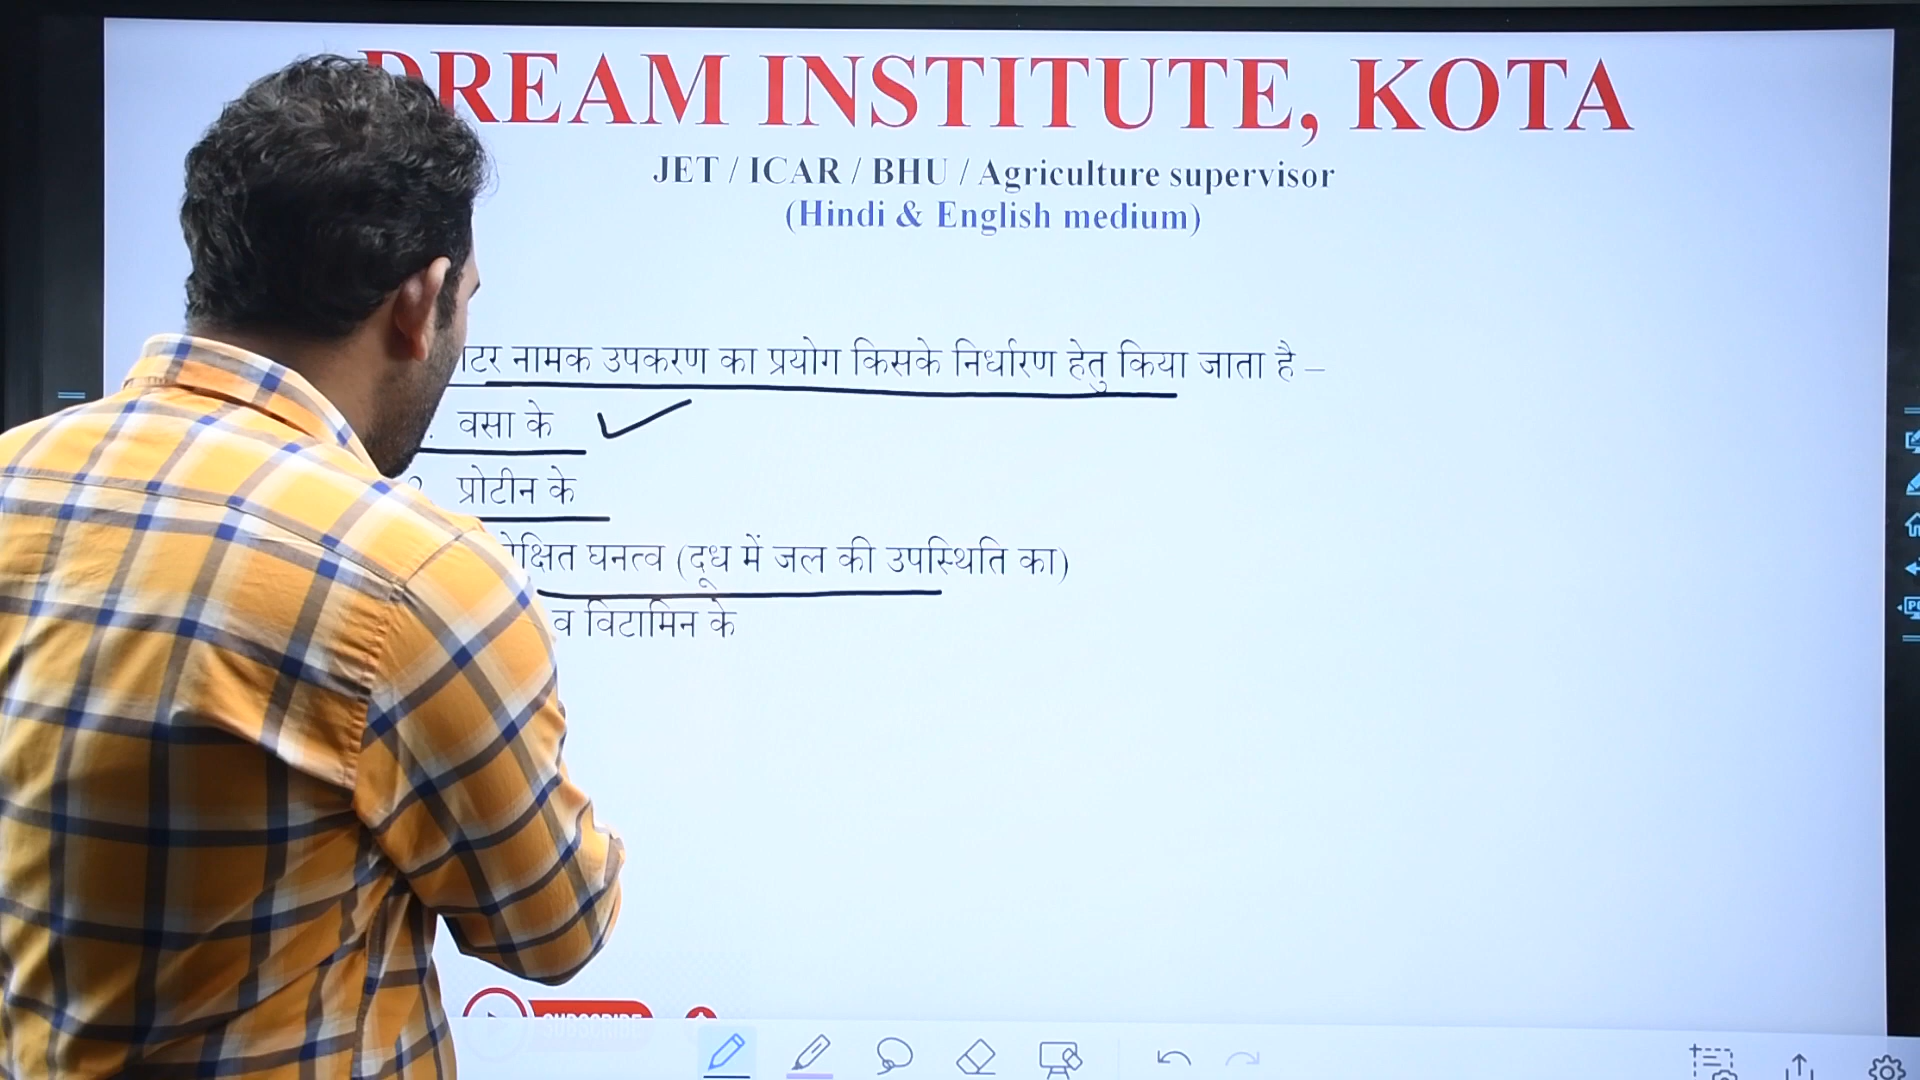 DREAM INSTITUTE, KOTA
JET / ICAR / BHU / Agriculture supervisor
(Hindi & English medium)
नामक उपकरण का प्रयोग किसके निर्धारण हेतु किया जाता है –
वसा के
प्रोटीन के
घनत्व (दूध में जल की उपस्थिति का)
व विटामिन के
SUBSCRIBE